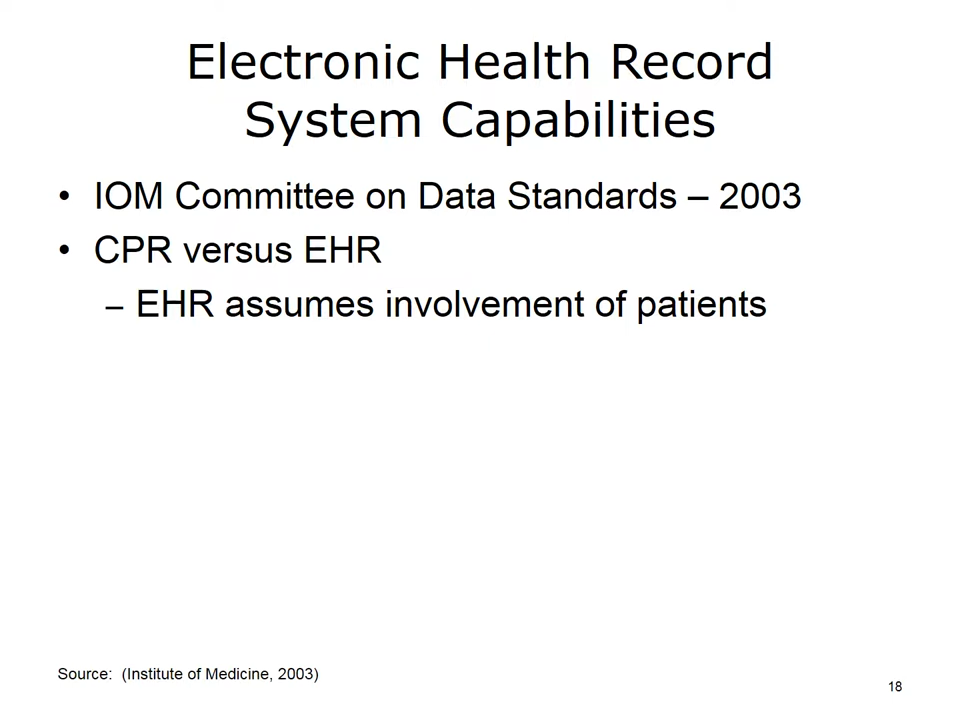 Electronic Health Record
System Capabilities
• IOM Committee on Data Standards – 2003
• CPR versus EHR
– EHR assumes involvement of patients
Source:  (Institute of Medicine, 2003)
18